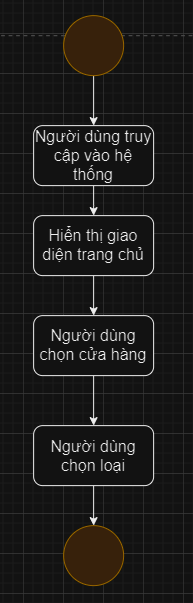 Người dùng truy
cập vào hệ
thống
Hiển thị giao
diện trang chủ
Người dùng
chọn cửa hàng
Người dùng
chọn loại